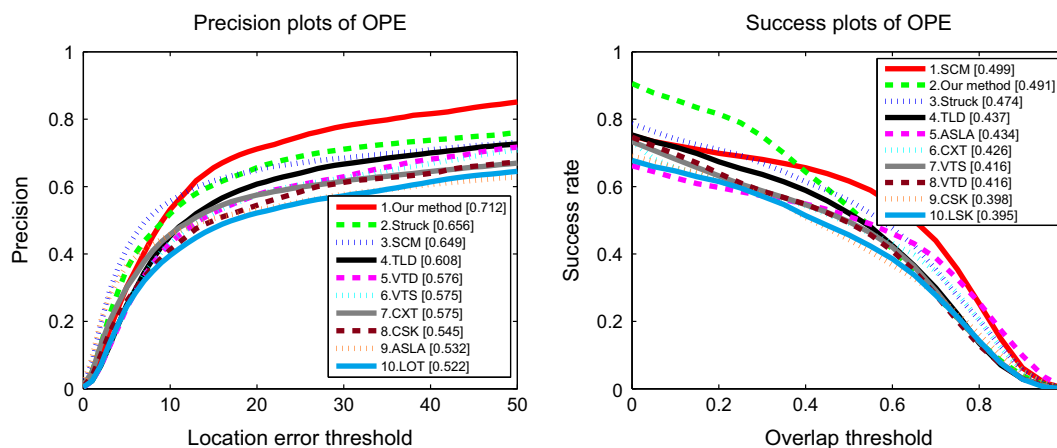 Precision plots of OPE
Precision
1
0.8
0.6
0.4
0.2
0
0 10 20 30 40 50
Location error threshold
1.Our method [0.712]
2.Struck [0.656]
3.SCM [0.649]
4.TLD [0.608]
5.VTD [0.576]
6.VTS [0.575]
7.CXT [0.575]
8.CSK [0.545]
9.ASLA [0.532]
10.LOT [0.522]
Success plots of OPE
Success rate
1
0.8
0.6
0.4
0.2
0
0 0.2 0.4 0.6 0.8
Overlap threshold
1.SCM [0.499]
2.Our method [0.491]
3.Struck [0.474]
4.TLD [0.437]
5.ASLA [0.434]
6.CXT [0.426]
7.VTS [0.416]
8.VTD [0.416]
9.CSK [0.398]
10.LSK [0.395]